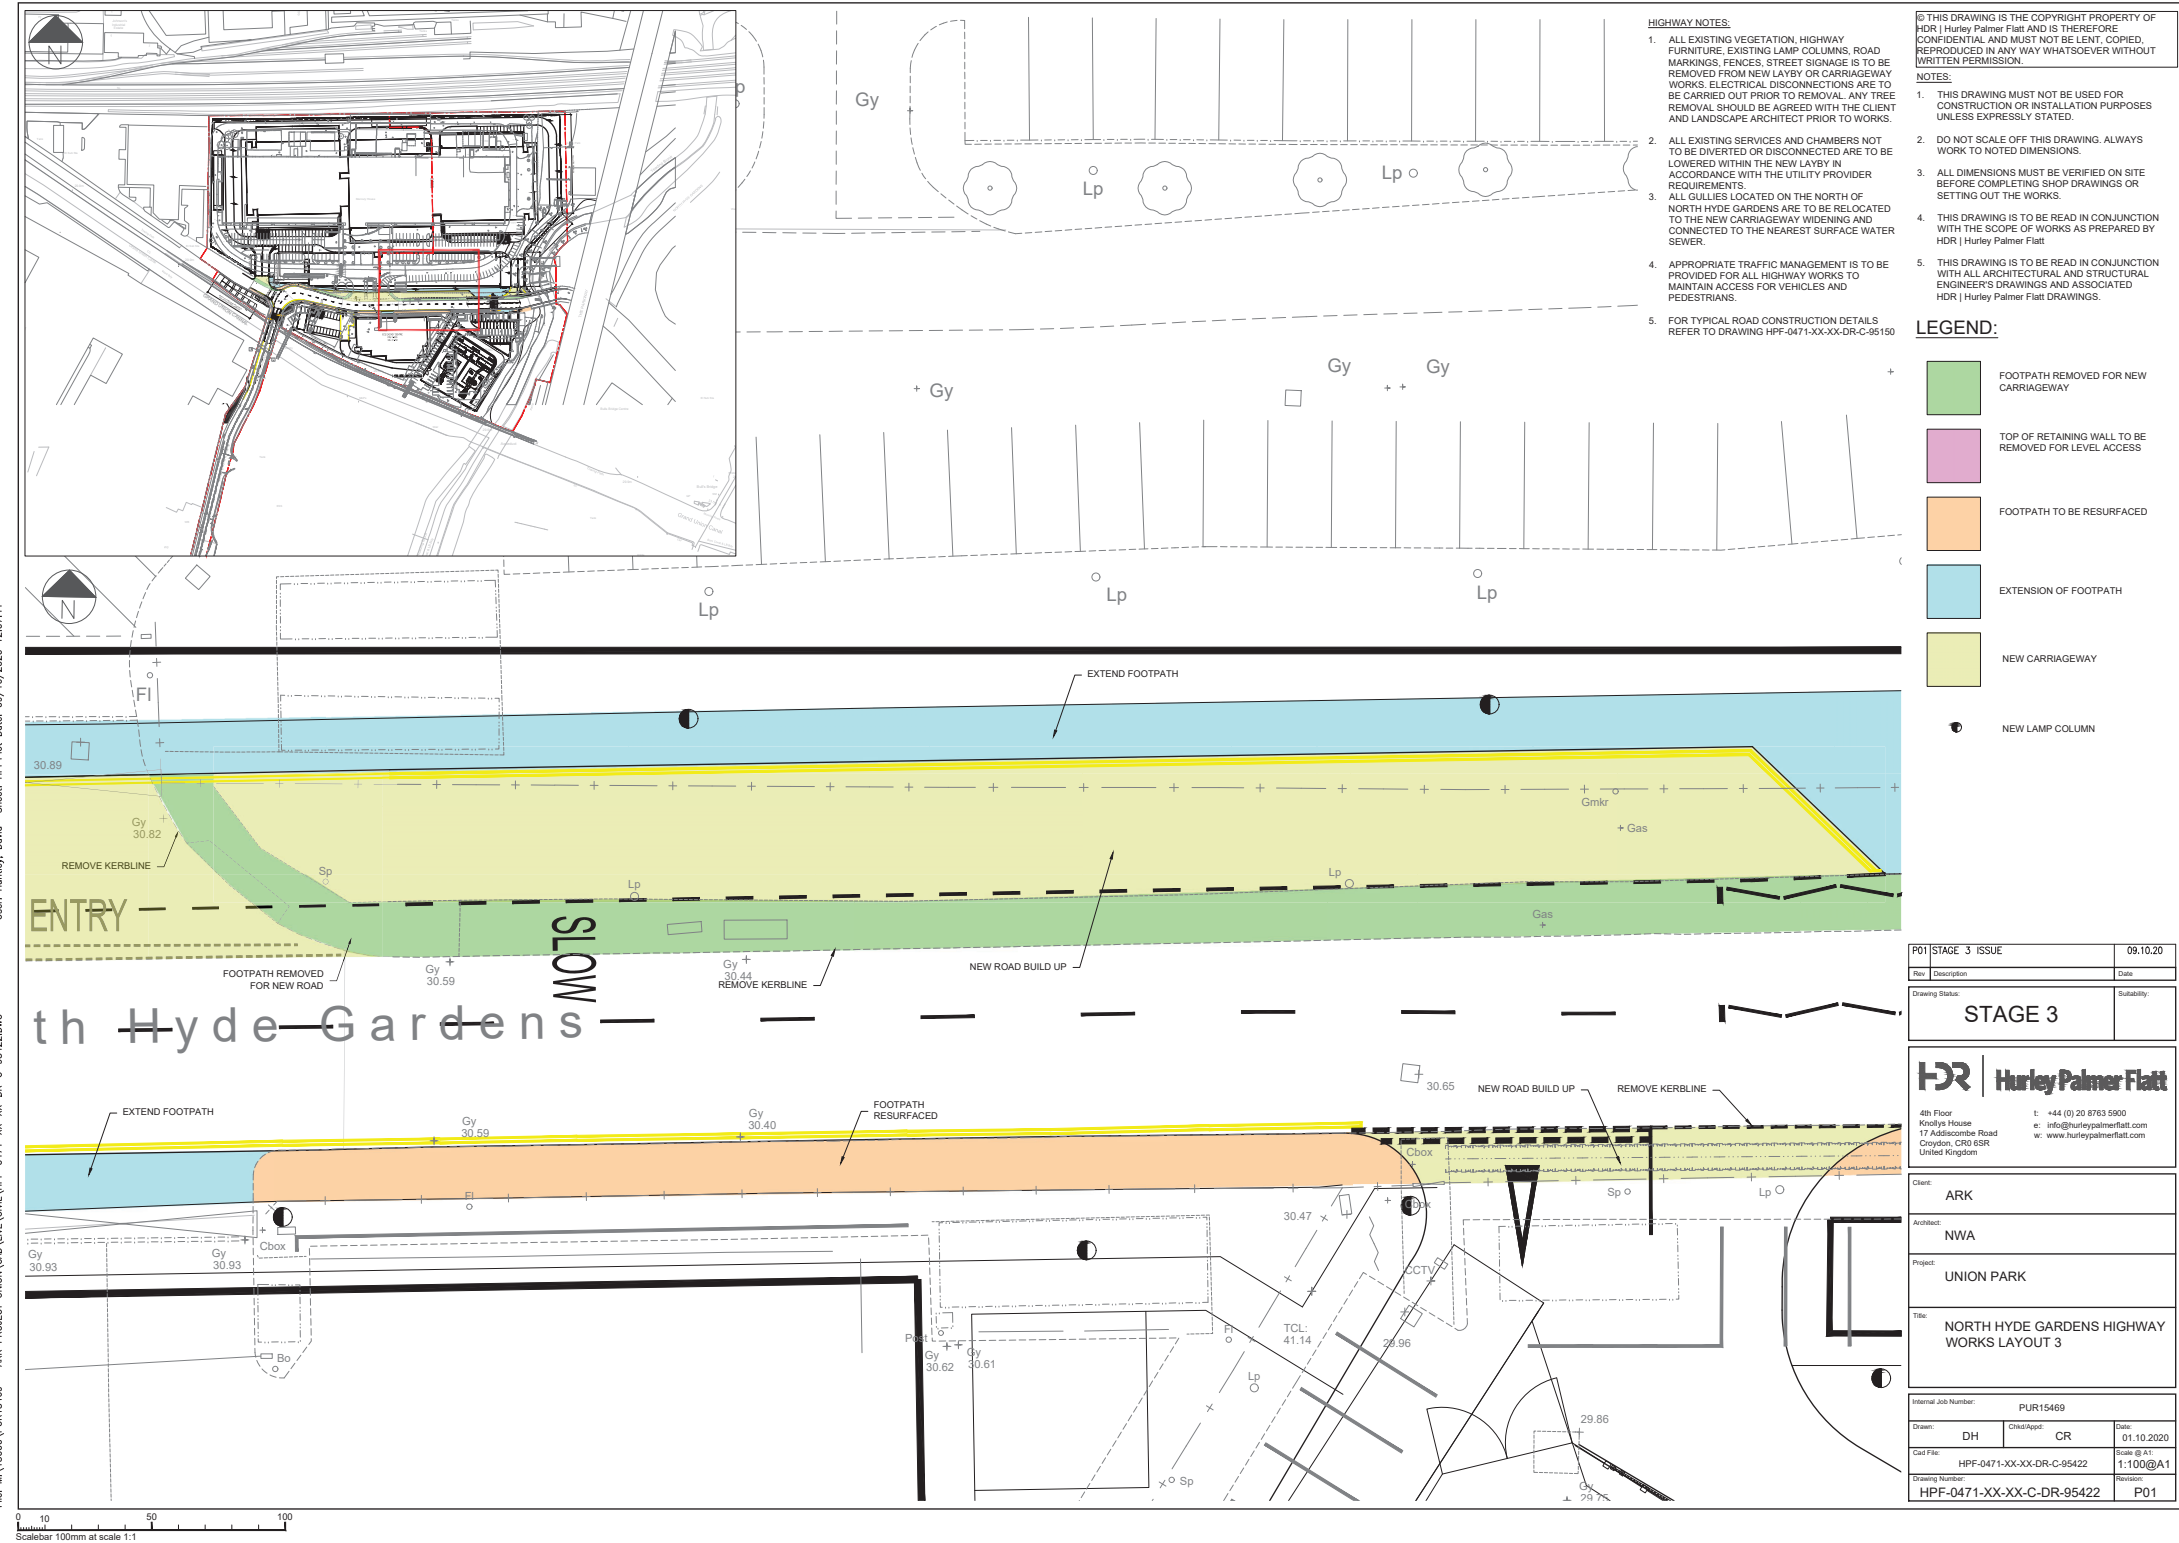 HIGHWAY NOTES:
1. ALL EXISTING VEGETATION, HIGHWAY
FURNITURE, EXISTING LAMP COLUMNS, ROAD
MARKINGS, FENCES, STREET SIGNAGE IS TO BE
REMOVED FROM NEW LAYBY OR CARRIAGEWAY
WORKS. ELECTRICAL DISCONNECTIONS ARE TO
BE CARRIED OUT PRIOR TO REMOVAL. ANY TREE
REMOVAL SHOULD BE AGREED WITH THE CLIENT
AND LANDSCAPE ARCHITECT PRIOR TO WORKS.
2. ALL EXISTING SERVICES AND CHAMBERS NOT
TO BE DIVERTED OR DISCONNECTED ARE TO BE
LOWERED WITHIN THE NEW LAYBY IN
ACCORDANCE WITH THE UTILITY PROVIDER
REQUIREMENTS.
3. ALL GULLIES LOCATED ON THE NORTH OF
NORTH HYDE GARDENS ARE TO BE RELOCATED
TO THE NEW CARRIAGEWAY WIDENING AND
CONNECTED TO THE NEAREST SURFACE WATER
SEWER.
4. APPROPRIATE TRAFFIC MANAGEMENT IS TO BE
PROVIDED FOR ALL HIGHWAY WORKS TO
MAINTAIN ACCESS FOR VEHICLES AND
PEDESTRIANS.
5. FOR TYPICAL ROAD CONSTRUCTION DETAILS
REFER TO DRAWING HPF-0471-XX-XX-DR-C-95150
© THIS DRAWING IS THE COPYRIGHT PROPERTY OF
HDR | Hurley Palmer Flatt AND IS THEREFORE
CONFIDENTIAL AND MUST NOT BE LENT, COPIED,
REPRODUCED IN ANY WAY WHATSOEVER WITHOUT
WRITTEN PERMISSION.
NOTES:
1. THIS DRAWING MUST NOT BE USED FOR
CONSTRUCTION OR INSTALLATION PURPOSES
UNLESS EXPRESSLY STATED.
2. DO NOT SCALE OFF THIS DRAWING. ALWAYS
WORK TO NOTED DIMENSIONS.
3. ALL DIMENSIONS MUST BE VERIFIED ON SITE
BEFORE COMPLETING SHOP DRAWINGS OR
SETTING OUT THE WORKS.
4. THIS DRAWING IS TO BE READ IN CONJUNCTION
WITH THE SCOPE OF WORKS AS PREPARED BY
HDR | Hurley Palmer Flatt
5. THIS DRAWING IS TO BE READ IN CONJUNCTION
WITH ALL ARCHITECTURAL AND STRUCTURAL
ENGINEER'S DRAWINGS AND ASSOCIATED
HDR | Hurley Palmer Flatt DRAWINGS.
LEGEND:
FOOTPATH REMOVED FOR NEW
CARRIAGEWAY
TOP OF RETAINING WALL TO BE
REMOVED FOR LEVEL ACCESS
FOOTPATH TO BE RESURFACED
EXTENSION OF FOOTPATH
NEW CARRIAGEWAY
NEW LAMP COLUMN
N
Grand Union Canal
Gy
Lp
Lp
Gy
Gy
Gy
N
Lp
Lp
Lp
Fl
EXTEND FOOTPATH
30.89
Gy
30.82
REMOVE KERBLINE
Sp
Lp
Lp
Gmkr
Gas
Gas
ENTRY
SLOW
FOOTPATH REMOVED
FOR NEW ROAD
Gy
30.59
Gy
30.44
REMOVE KERBLINE
NEW ROAD BUILD UP
th Hyde Gardens
30.65
NEW ROAD BUILD UP
REMOVE KERBLINE
EXTEND FOOTPATH
Gy
30.59
Gy
30.40
FOOTPATH
RESURFACED
Cbox
Fl
Cbox
Sp
Lp
30.47
Cbox
Gy
30.93
Gy
30.93
CCTV
Post
Gy
30.62
Gy
30.61
Fl
TCL:
41.14
29.96
Bo
Lp
29.86
Sp
Gy
29.75
P01 STAGE 3 ISSUE 09.10.20
Rev Description Date
Drawing Status: Suitability:
STAGE 3
HDR | Hurley Palmer Flatt
4th Floor
Knollys House
17 Addiscombe Road
Croydon, CR0 6SR
United Kingdom
t: +44 (0) 20 8763 5900
e: info@hurleypalmerflatt.com
w: www.hurleypalmerflatt.com
Client:
ARK
Architect:
NWA
Project:
UNION PARK
Title:
NORTH HYDE GARDENS HIGHWAY
WORKS LAYOUT 3
Internal Job Number:
PUR15469
Drawn: DH Chkd/Appd: CR Date: 01.10.2020
Cad File: HPF-0471-XX-XX-DR-C-95422 Scale @ A1: 1:100@A1
Drawing Number: HPF-0471-XX-XX-C-DR-95422 Revision: P01
0 10 50 100
Scalebar 100mm at scale 1:1